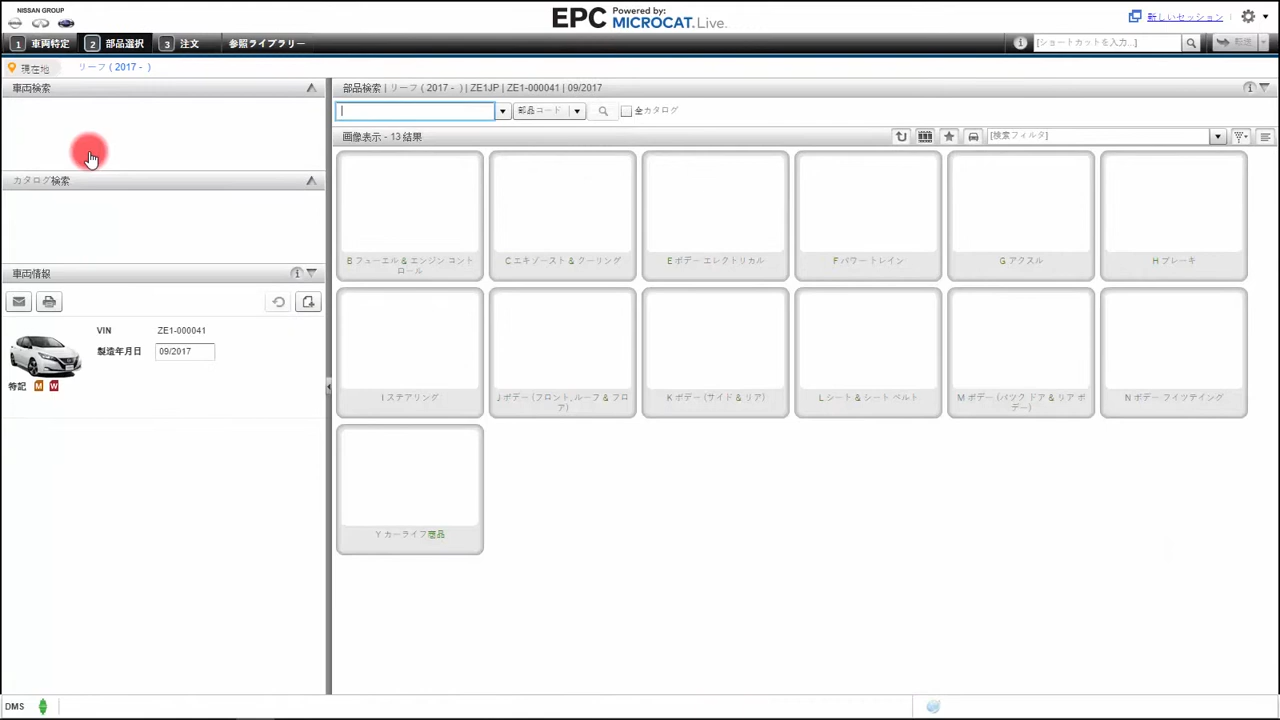 NISSAN GROUP
EPC Powered by: MICROCAT.Live.
新しいセッション
1 車両特定 2 部品選択 3 注文 参照ライブラリー
[ショートカットを入力...]
転送
現在地 リーフ ( 2017 - )
車両検索
カタログ検索
車両情報
VIN ZE1-000041
製造年月日 09/2017
特記 M W
部品検索 | リーフ ( 2017 - ) | ZE1JP | ZE1-000041 | 09/2017
部品コード 全カタログ
画像表示 - 13 結果
[検索フィルタ]
B フューエル & エンジン コント
ロール
C エキゾースト & クーリング
E ボデー エレクトリカル
F パワー トレイン
G アクスル
H ブレーキ
I ステアリング
J ボデー (フロント,ルーフ & フロ
ア)
K ボデー (サイド & リア)
L シート & シート ベルト
M ボデー (バツク ドア & リア ボ
デー)
N ボデー フイツテイング
Y カーライフ商品
DMS